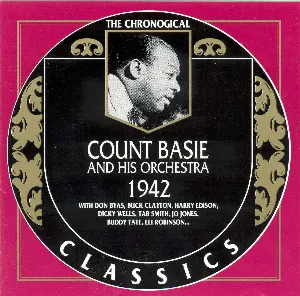 THE CHRONOGICAL
COUNT BASIE
AND HIS ORCHESTRA
1942
WITH DON BYAS, BUCK CLAYTON, HARRY EDISON,
DICKY WELLS, TAB SMITH, JO JONES,
BUDDY TATE, ELI ROBINSON...
CLASSICS